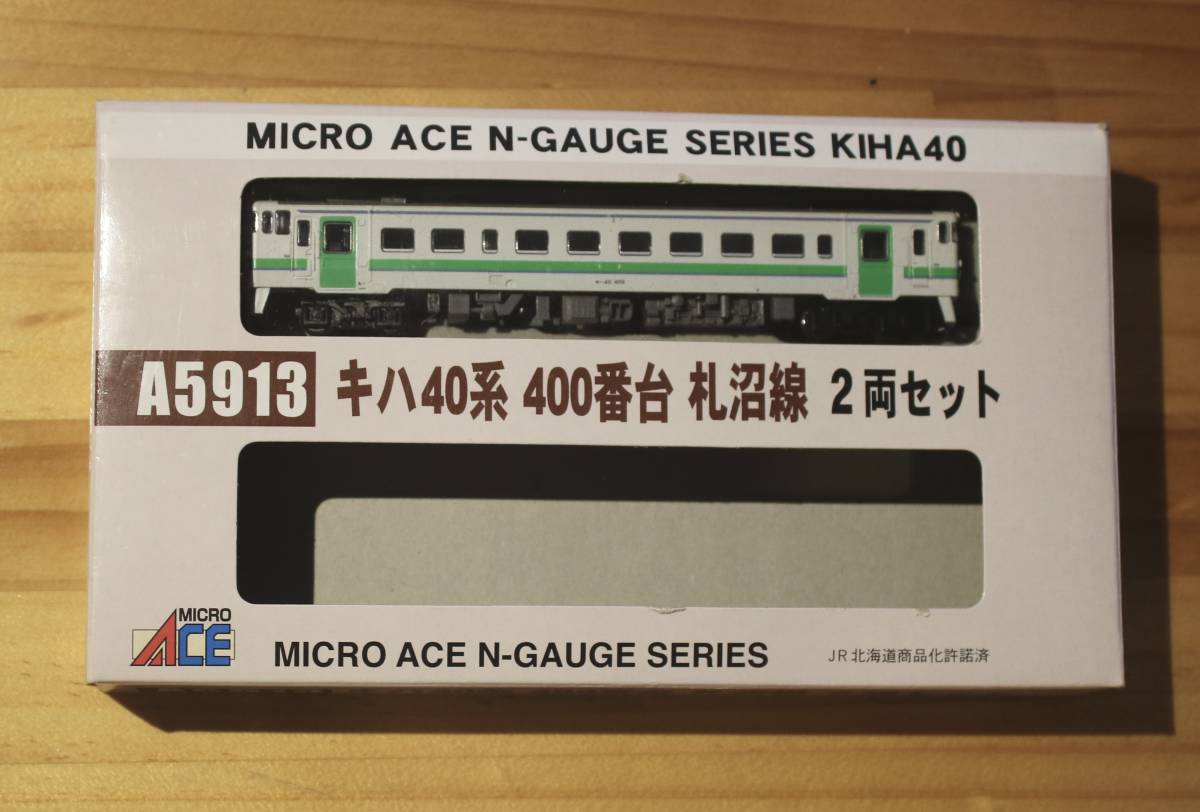 MICRO ACE N-GAUGE SERIES KIHA40
A5913 キハ40系 400番台 札沼線 2両セット
MICRO ACE
MICRO ACE N-GAUGE SERIES
JR北海道商品化許諾済